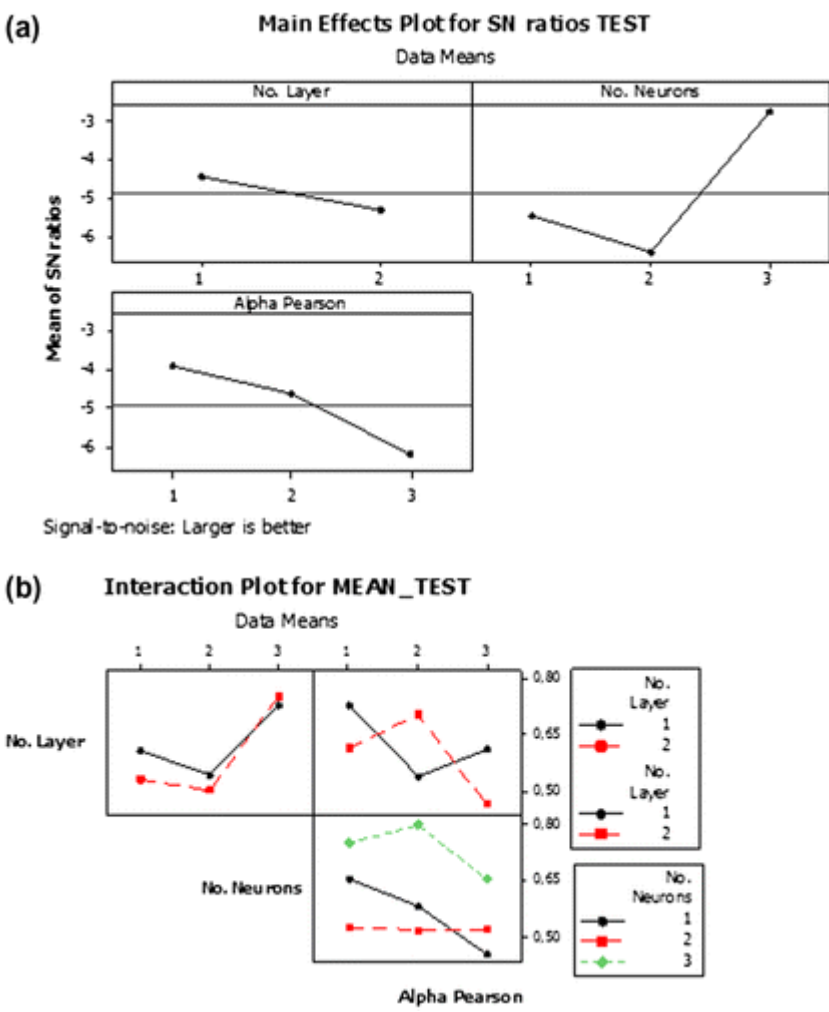 (a)
Main Effects Plot for SN ratios TEST
Data Means
No. Layer
No. Neurons
Mean of SN ratios
-3
-4
-5
-6
1 2
1 2 3
Alpha Pearson
-3
-4
-5
-6
1 2 3
Signal-to-noise: Larger is better
(b)
Interaction Plot for MEAN_TEST
Data Means
1 2 3
1 2 3
No. Layer
0.80
0.65
0.50
No. Neurons
0.80
0.65
0.50
Alpha Pearson
No.
Layer
1
2
No.
Layer
1
2
No.
Neurons
1
2
3